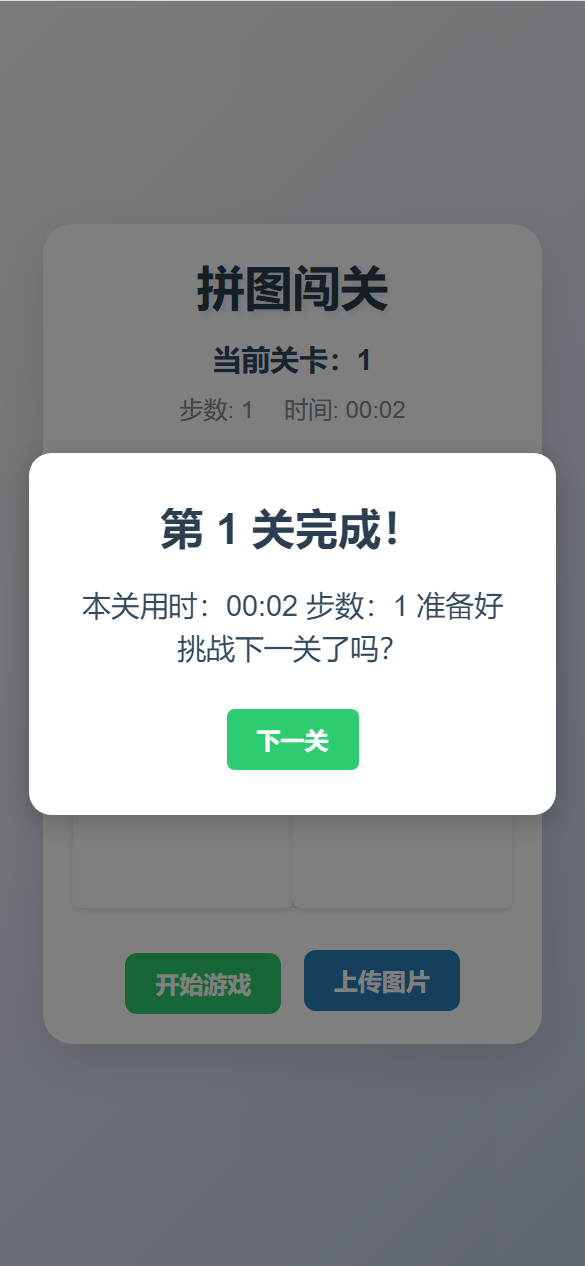 拼图闯关
当前关卡：1
步数: 1 时间: 00:02
第 1 关完成！
本关用时：00:02 步数：1 准备好
挑战下一关了吗？
下一关
开始游戏 上传图片